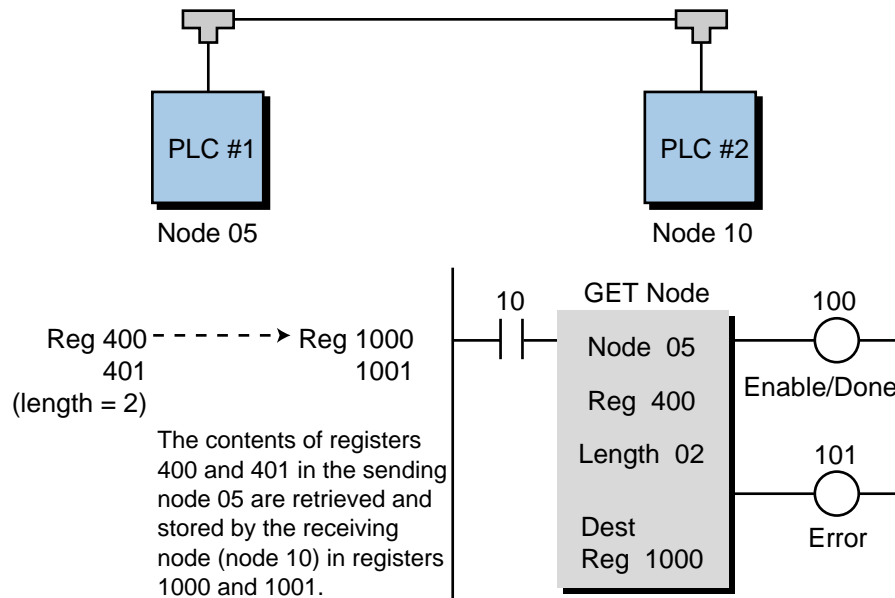 PLC #1
PLC #2
Node 05
Node 10
Reg 400
Reg 1000
401
1001
(length = 2)
The contents of registers
400 and 401 in the sending
node 05 are retrieved and
stored by the receiving
node (node 10) in registers
1000 and 1001.
10
GET Node
100
Node 05
Enable/Done
Reg 400
Length 02
101
Dest
Error
Reg 1000